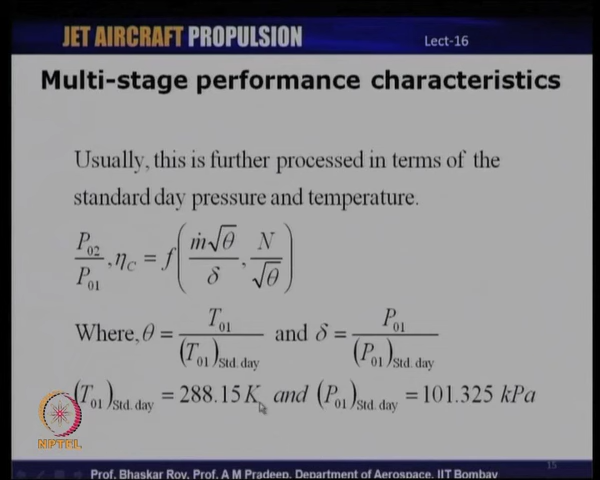 JET AIRCRAFT PROPULSION
Lect-16
Multi-stage performance characteristics
Usually, this is further processed in terms of the
standard day pressure and temperature.
P₀₂/P₀₁, η_C = f(ṁ√θ/δ, N/√θ)
Where, θ = T₀₁/(T₀₁)Std. day and δ = P₀₁/(P₀₁)Std. day
(T₀₁)Std. day = 288.15 K and (P₀₁)Std. day = 101.325 kPa
NPTEL
15
Prof. Bhaskar Roy, Prof. A M Pradeep, Department of Aerospace, IIT Bombay